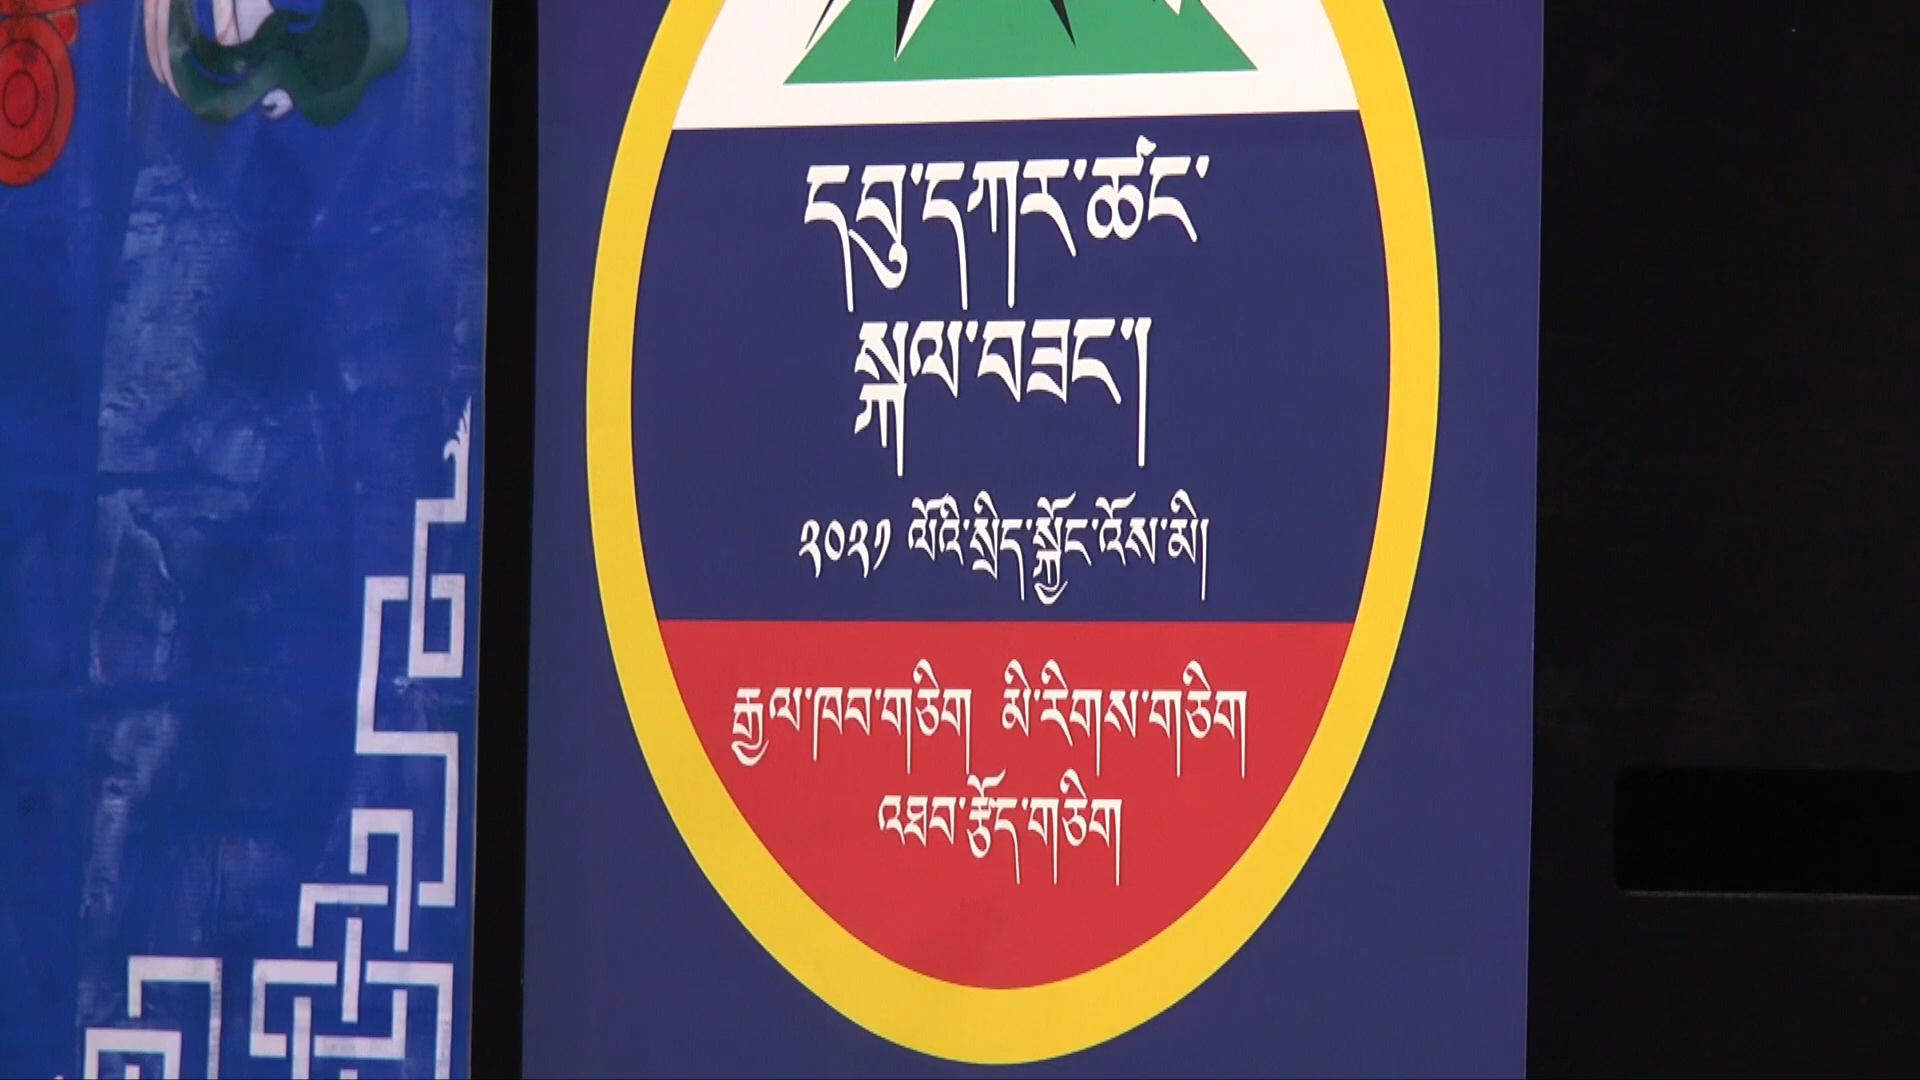 དབུ་དཀར་ཚང་
སྐལ་བཟང་།
༢༠༢༡ ལོའི་སྲིད་སྐྱོང་འོས་མི།
རྒྱལ་ཁབ་གཅིག མི་རིགས་གཅིག
འཐབ་རྩོད་གཅིག